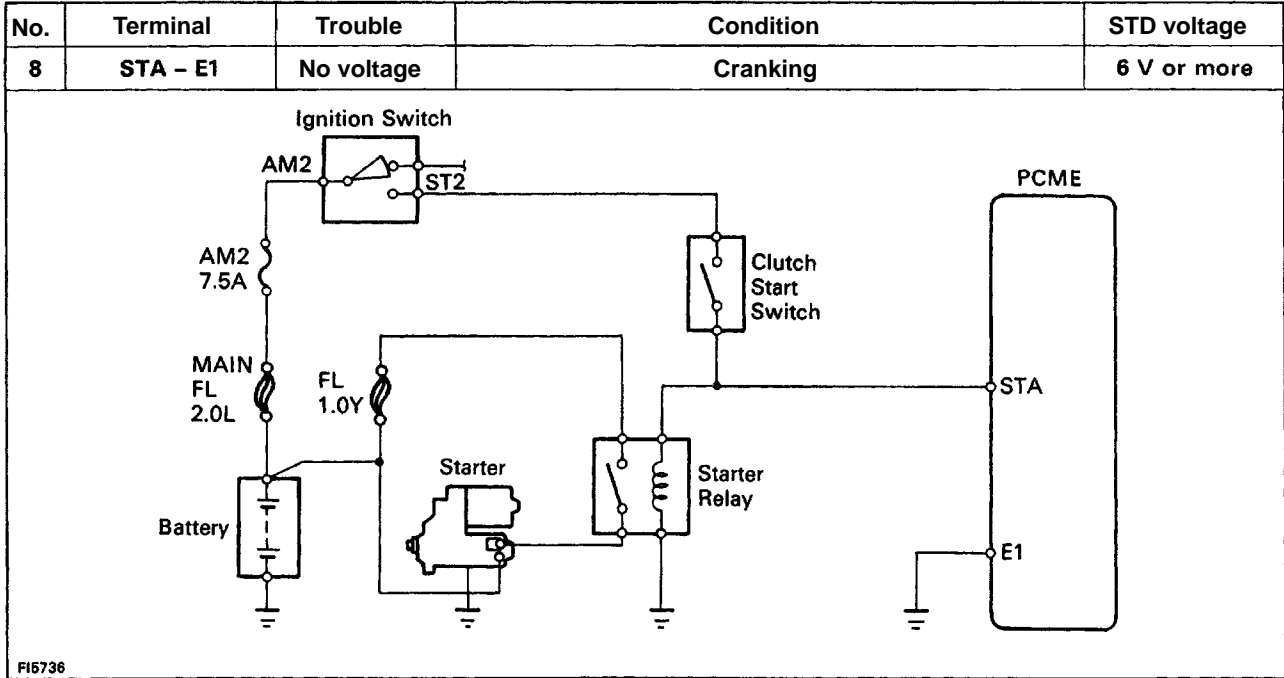 No. Terminal Trouble Condition STD voltage
8 STA – E1 No voltage Cranking 6 V or more
Ignition Switch
AM2
ST2
PCME
AM2
7.5A
Clutch
Start
Switch
MAIN
FL
2.0L
FL
1.0Y
STA
Starter
Starter
Relay
Battery
E1
FI5736